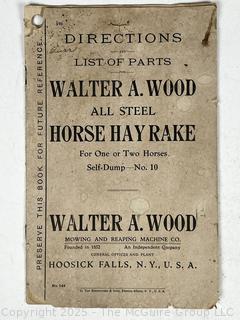 DIRECTIONS
AND
LIST OF PARTS
FOR
WALTER A. WOOD
ALL STEEL
HORSE HAY RAKE
For One or Two Horses
Self-Dump—No. 10
WALTER A. WOOD
MOWING AND REAPING MACHINE CO.
Founded in 1852 An Independent Company
GENERAL OFFICES AND PLANT
HOOSICK FALLS, N. Y., U. S. A.
PRESERVE THIS BOOK FOR FUTURE REFERENCE.
© 2025 - The McGuire Group